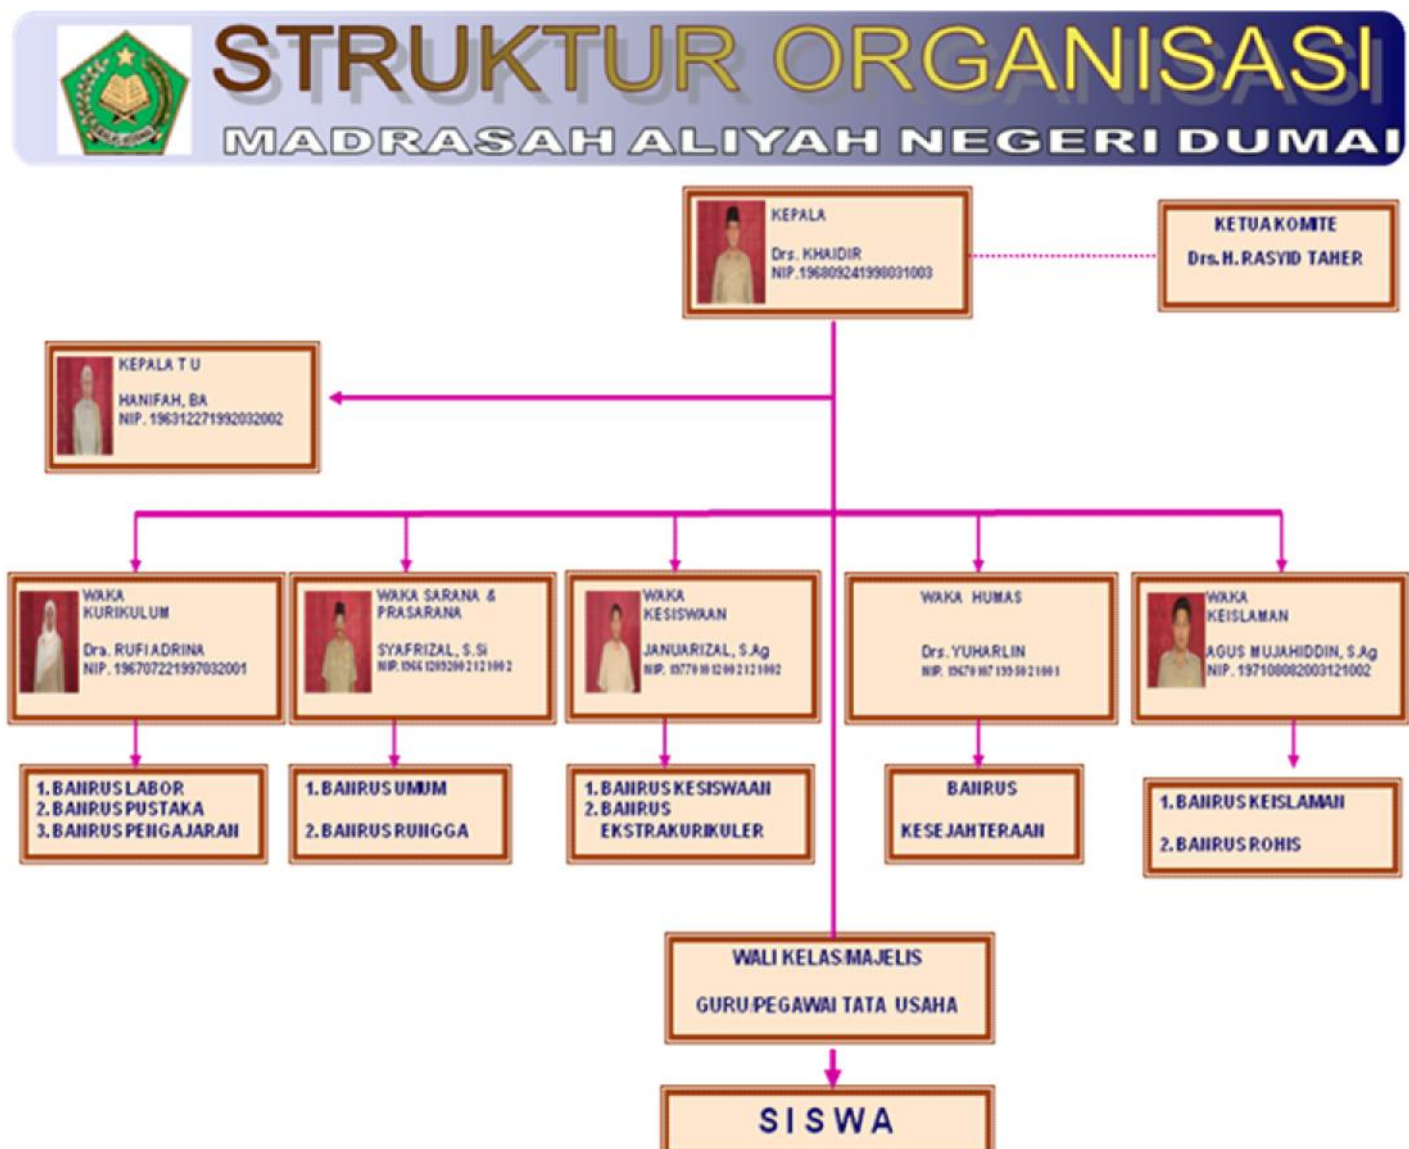 STRUKTUR ORGANISASI
MADRASAH ALIYAH NEGERI DUMAI
KEPALA
Drs. KHAIDIR
NIP.196809241998031003
KETUA KOMITE
Drs. H. RASYID TAHER
KEPALA T U
HANIFAH, BA
NIP. 196312271992032002
WAKA
KURIKULUM
Dra. RUFI ADRINA
NIP. 196707221997032001
WAKA SARANA &
PRASARANA
SYAFRIZAL, S.Si
NIP.
WAKA
KESISWAAN
JANUARIZAL, S.Ag
NIP.
WAKA HUMAS
Drs. YUHARLIN
NIP.
WAKA
KEISLAMAN
AGUS MUJAHIDDIN, S.Ag
NIP. 197108082003121002
1. BANRUS LABOR
2. BANRUS PUSTAKA
3. BANRUS PENGAJARAN
1. BANRUS UMUM
2. BANRUS RUNGGA
1. BANRUS KESISWAAN
2. BANRUS
EKSTRAKURIKULER
BANRUS
KESEJAHTERAAN
1. BANRUS KEISLAMAN
2. BANRUS ROHIS
WALI KELAS/MAJELIS
GURU/PEGAWAI TATA USAHA
SISWA